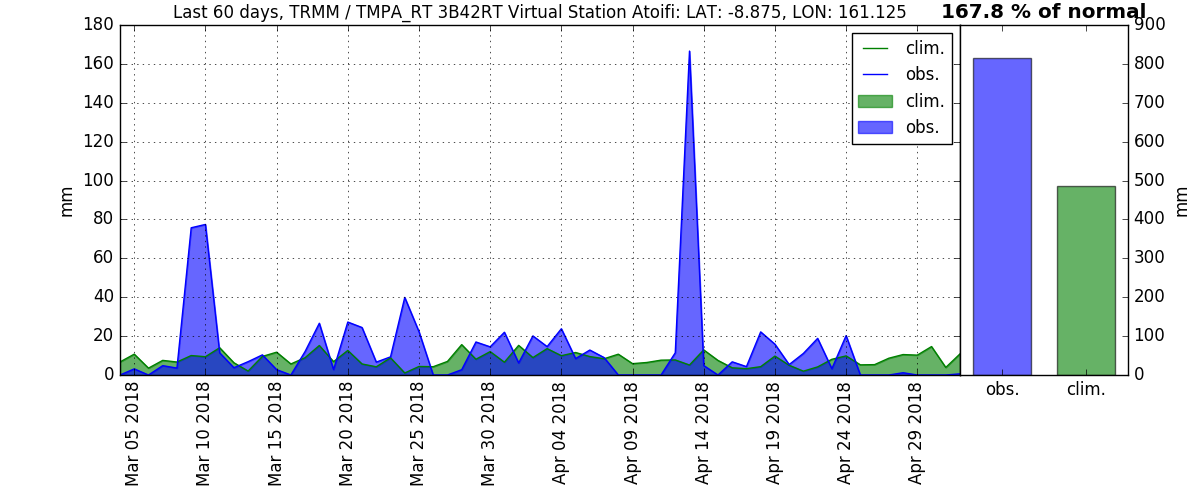 Last 60 days, TRMM / TMPA_RT 3B42RT Virtual Station Atoifi: LAT: -8.875, LON: 161.125
167.8 % of normal
180
160
140
120
100
80
60
40
20
0
mm
clim.
obs.
clim.
obs.
Mar 05 2018
Mar 10 2018
Mar 15 2018
Mar 20 2018
Mar 25 2018
Mar 30 2018
Apr 04 2018
Apr 09 2018
Apr 14 2018
Apr 19 2018
Apr 24 2018
Apr 29 2018
900
800
700
600
500
400
300
200
100
0
mm
obs.
clim.